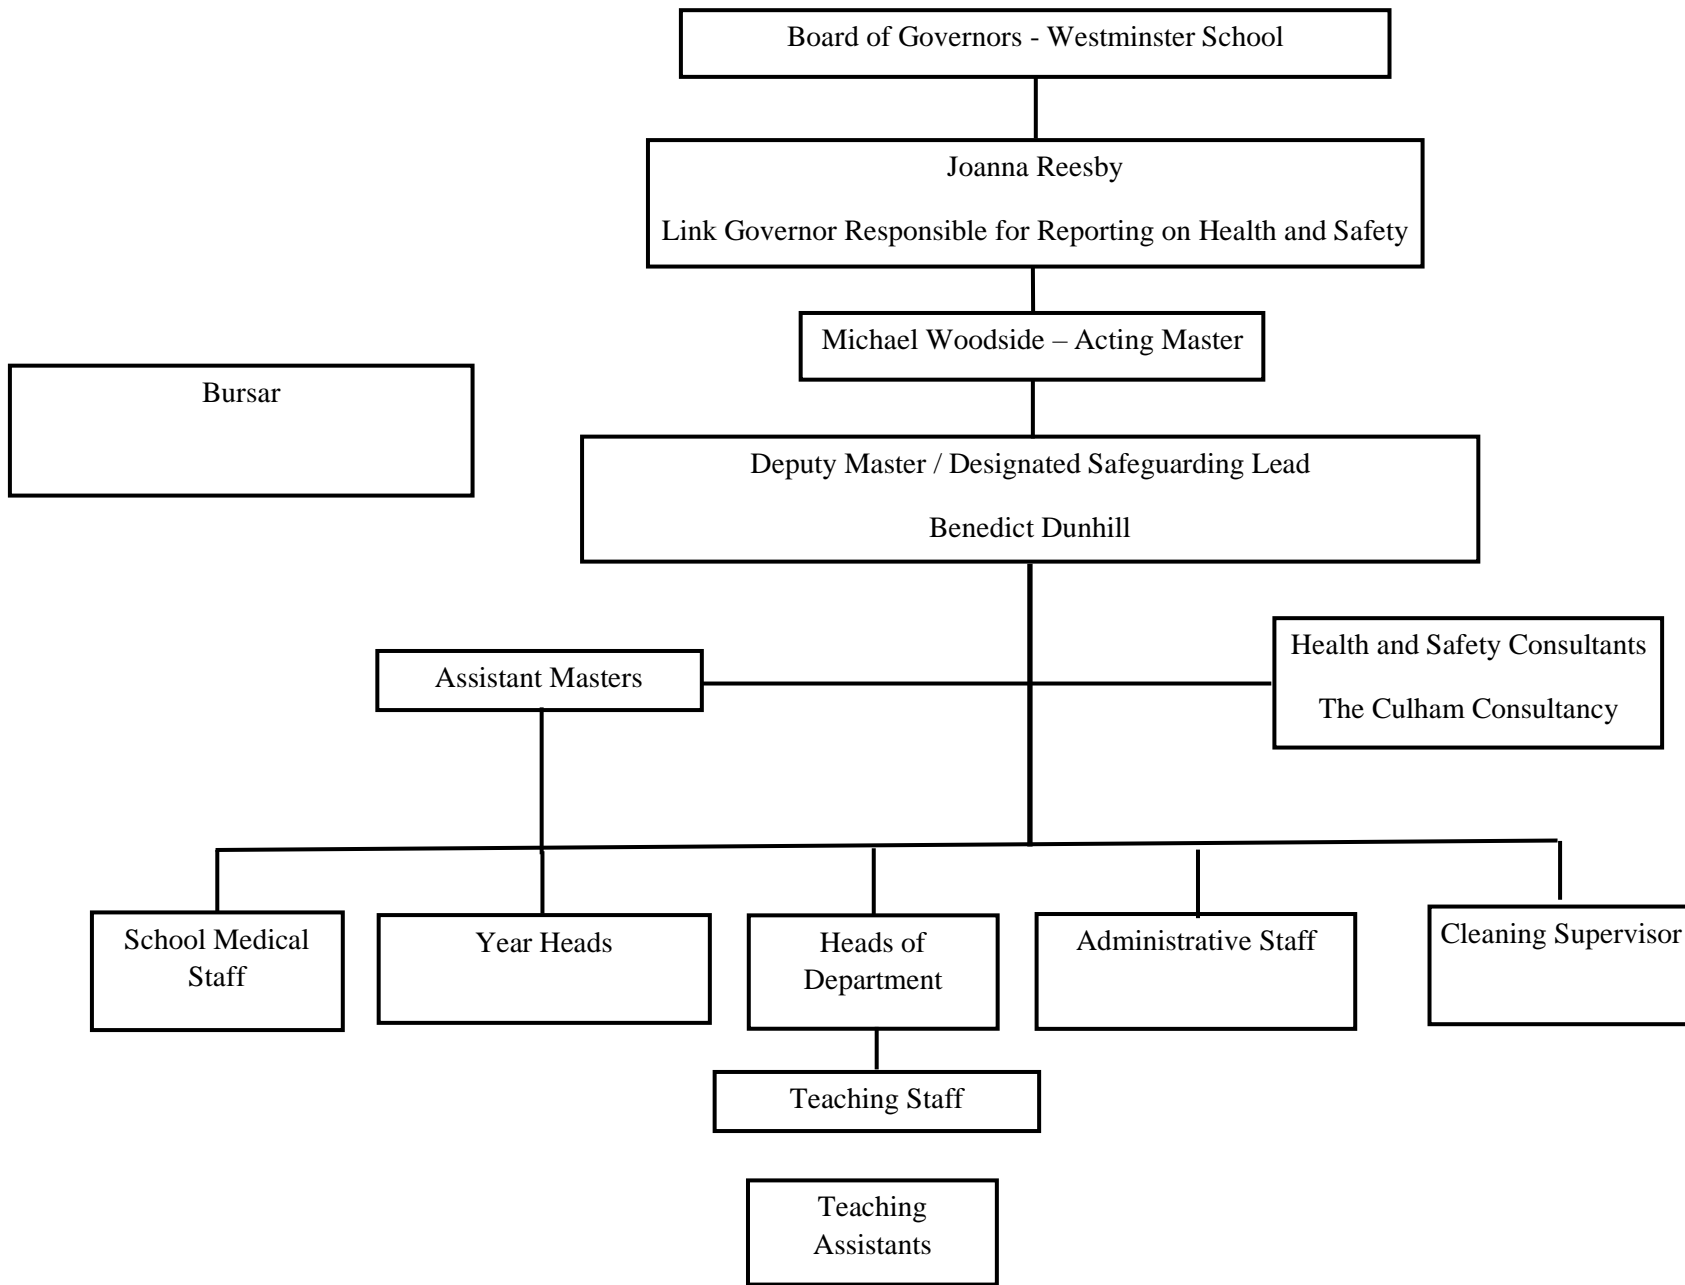 Board of Governors - Westminster School
Joanna Reesby
Link Governor Responsible for Reporting on Health and Safety
Michael Woodside – Acting Master
Bursar
Deputy Master / Designated Safeguarding Lead
Benedict Dunhill
Health and Safety Consultants
The Culham Consultancy
Assistant Masters
School Medical
Staff
Year Heads
Heads of
Department
Administrative Staff
Cleaning Supervisor
Teaching Staff
Teaching
Assistants